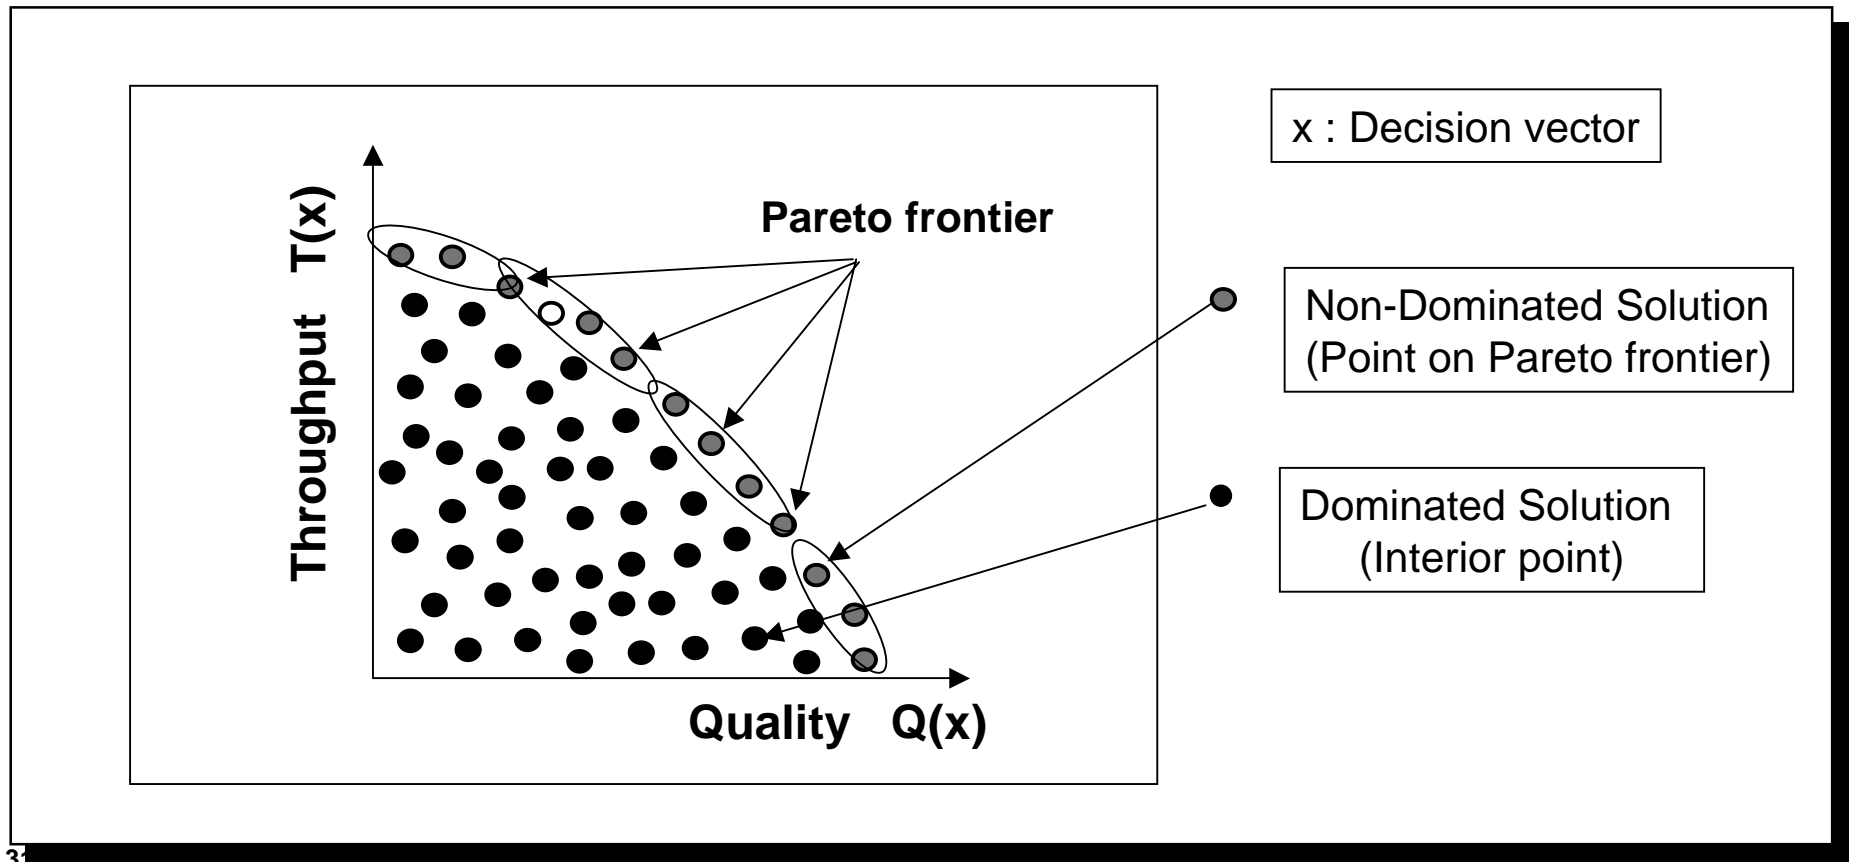 x : Decision vector
Pareto frontier
Throughput T(x)
Non-Dominated Solution
(Point on Pareto frontier)
Dominated Solution
(Interior point)
Quality Q(x)